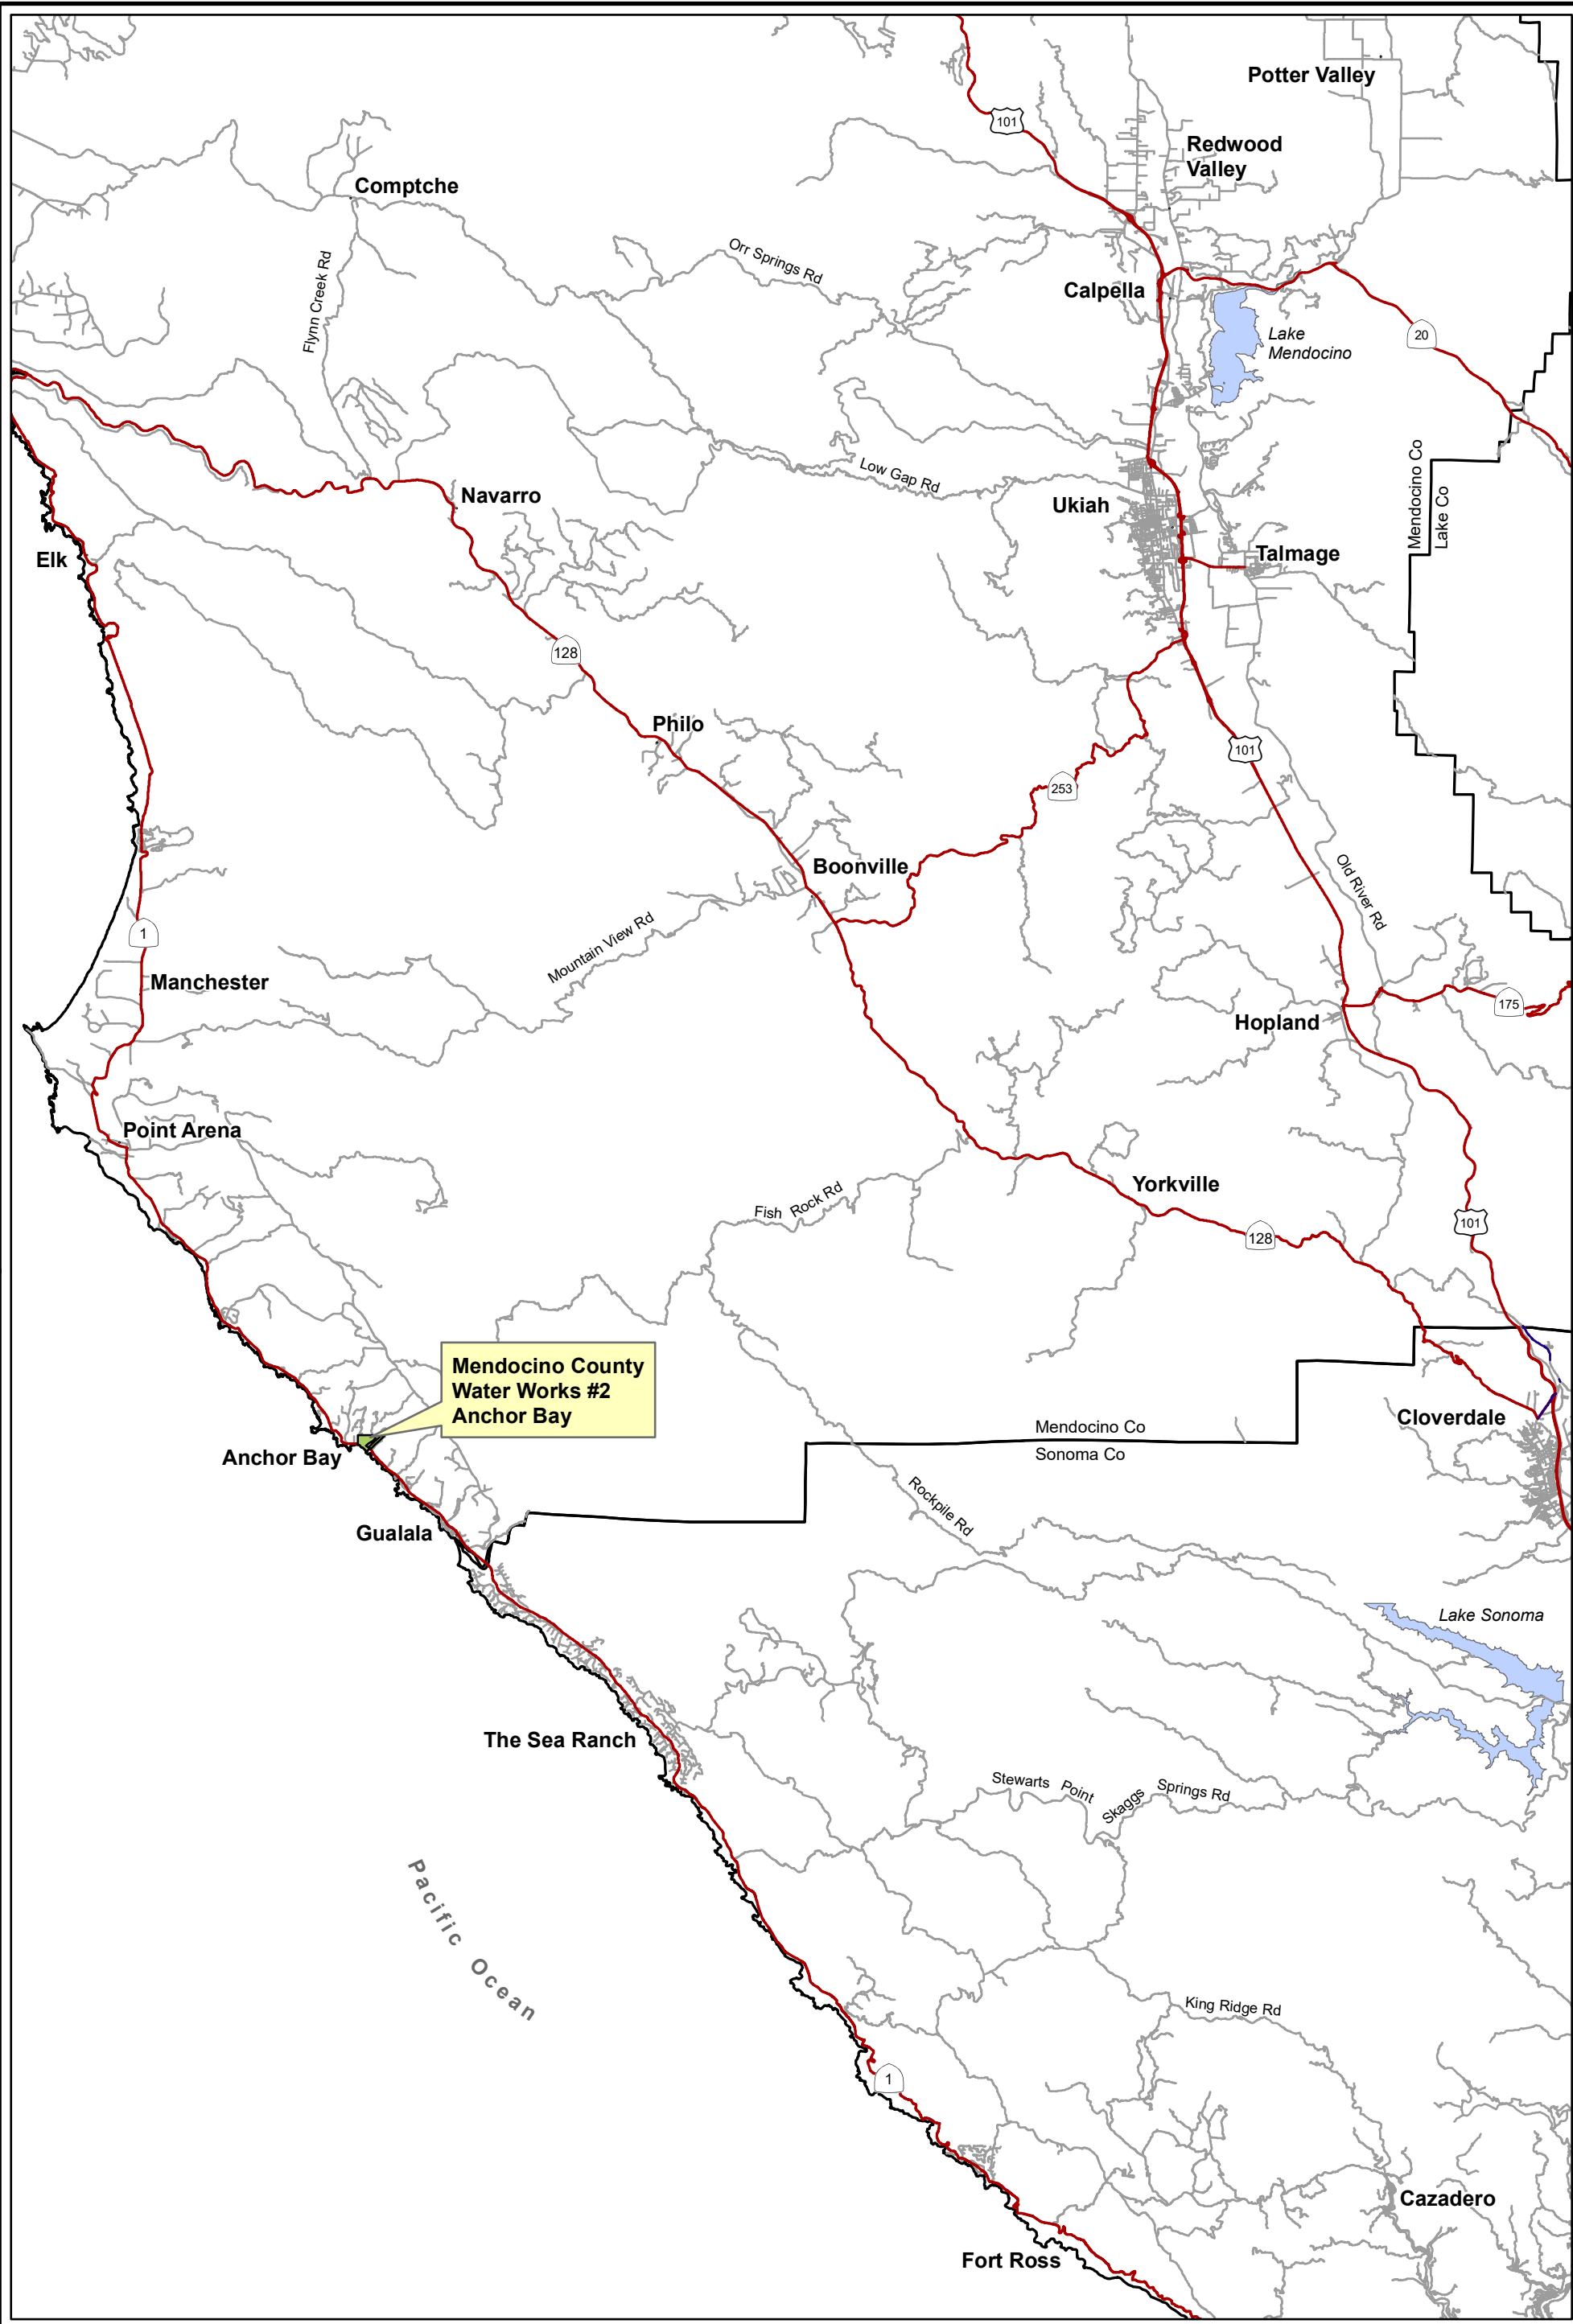 Potter Valley
101
Redwood
Valley
Comptche
Orr Springs Rd
Flynn Creek Rd
Calpella
Lake
Mendocino
20
Mendocino Co
Lake Co
Low Gap Rd
Navarro
Ukiah
Elk
Talmage
128
Philo
101
253
Boonville
Old River Rd
Mountain View Rd
1
Manchester
175
Hopland
Point Arena
Yorkville
Fish Rock Rd
101
128
Mendocino County
Water Works #2
Anchor Bay
Cloverdale
Mendocino Co
Sonoma Co
Anchor Bay
Rockpile Rd
Gualala
Lake Sonoma
The Sea Ranch
Stewarts Point Skaggs Springs Rd
Pacific Ocean
King Ridge Rd
1
Cazadero
Fort Ross